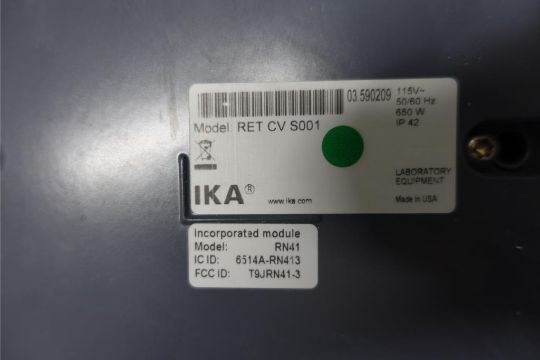 03.590209
115V~
50/60 Hz
650 W
IP 42
Model: RET CV S001
LABORATORY
EQUIPMENT
IKA®
www.ika.com
Made in USA
Incorporated module
Model: RN41
IC ID: 6514A-RN413
FCC ID: T9JRN41-3